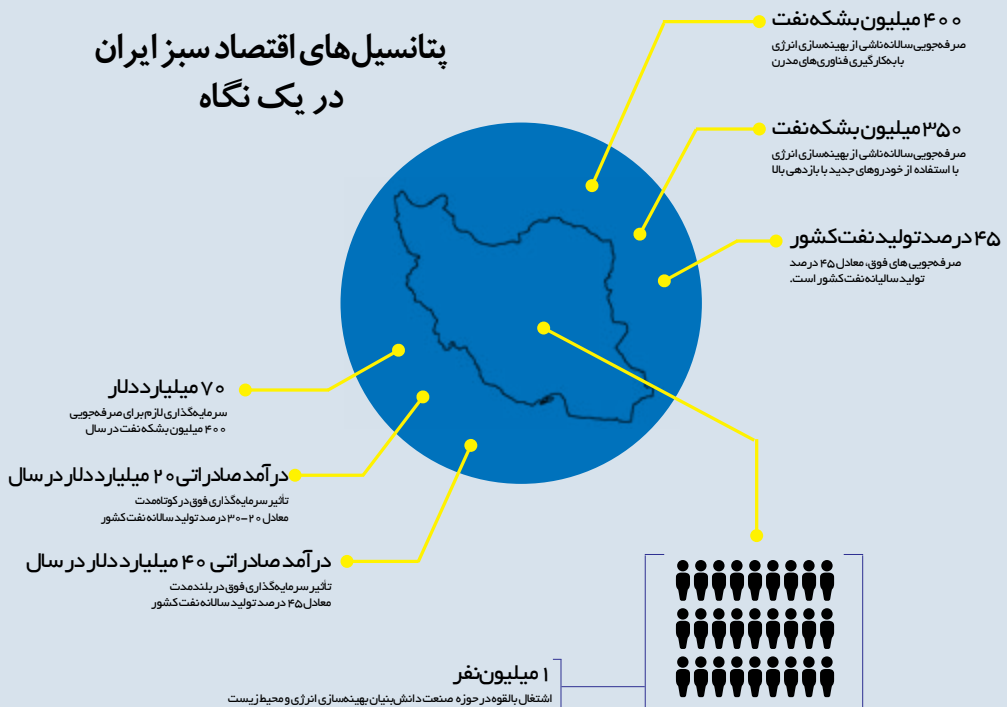 پتانسیل‌های اقتصاد سبز ایران
در یک نگاه
۴۰۰ میلیون بشکه نفت
صرفه‌جویی سالانه ناشی از بهینه‌سازی انرژی
با به‌کارگیری فناوری‌های مدرن
۳۵۰ میلیون بشکه نفت
صرفه‌جویی سالانه ناشی از بهینه‌سازی انرژی
با استفاده از خودروهای جدید با بازدهی بالا
۴۵ درصد تولید نفت کشور
صرفه‌جویی های فوق، معادل ۴۵ درصد
تولید سالیانه نفت کشور است.
۷۰ میلیارد دلار
سرمایه‌گذاری لازم برای صرفه‌جویی
۴۰۰ میلیون بشکه نفت در سال
درآمد صادراتی ۲۰ میلیارد دلار در سال
تأثیر سرمایه‌گذاری فوق در کوتاه‌مدت
معادل ۲۰-۳۰ درصد تولید سالانه نفت کشور
درآمد صادراتی ۴۰ میلیارد دلار در سال
تأثیر سرمایه‌گذاری فوق در بلندمدت
معادل ۴۵ درصد تولید سالانه نفت کشور
۱ میلیون نفر
اشتغال بالقوه در حوزه صنعت دانش‌بنیان بهینه‌سازی انرژی و محیط زیست